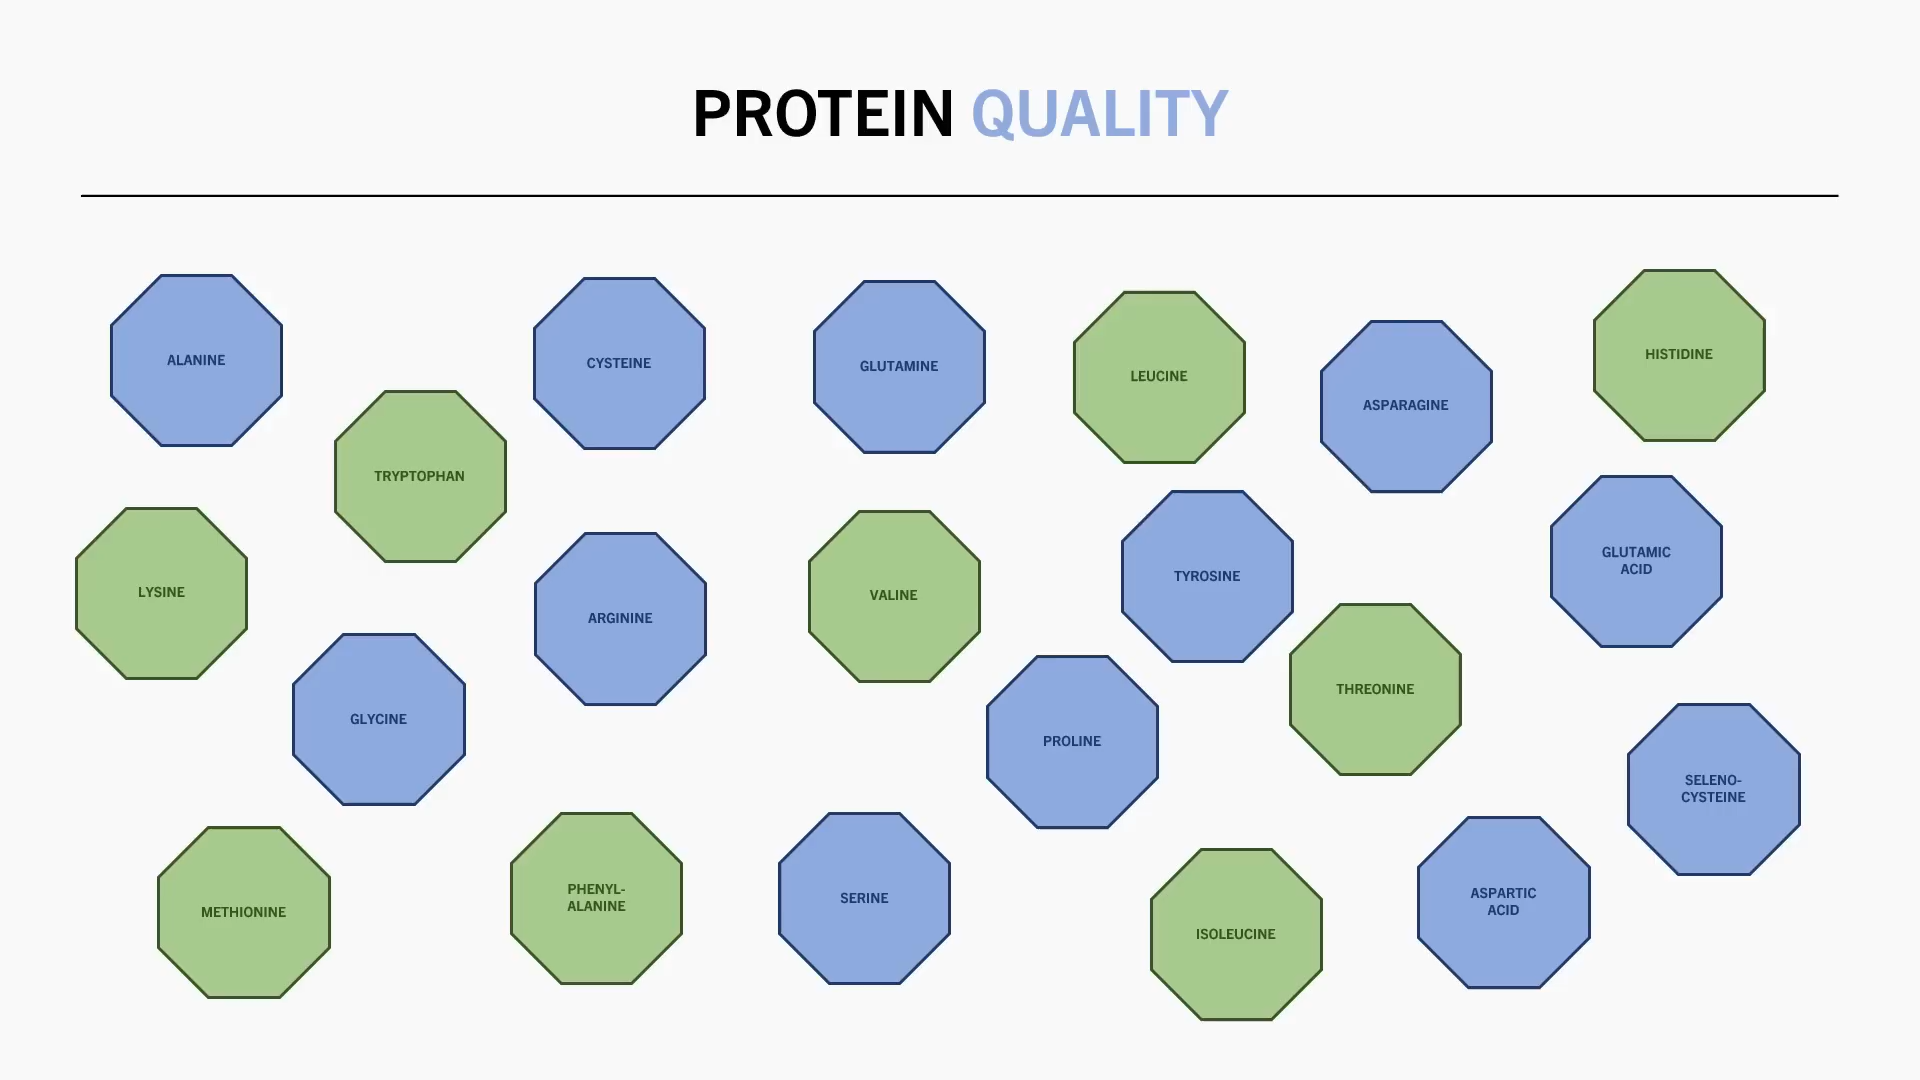 PROTEIN QUALITY
ALANINE
CYSTEINE
GLUTAMINE
LEUCINE
ASPARAGINE
HISTIDINE
TRYPTOPHAN
LYSINE
ARGININE
VALINE
TYROSINE
GLUTAMIC
ACID
GLYCINE
PROLINE
THREONINE
SELENO-
CYSTEINE
METHIONINE
PHENYL-
ALANINE
SERINE
ISOLEUCINE
ASPARTIC
ACID